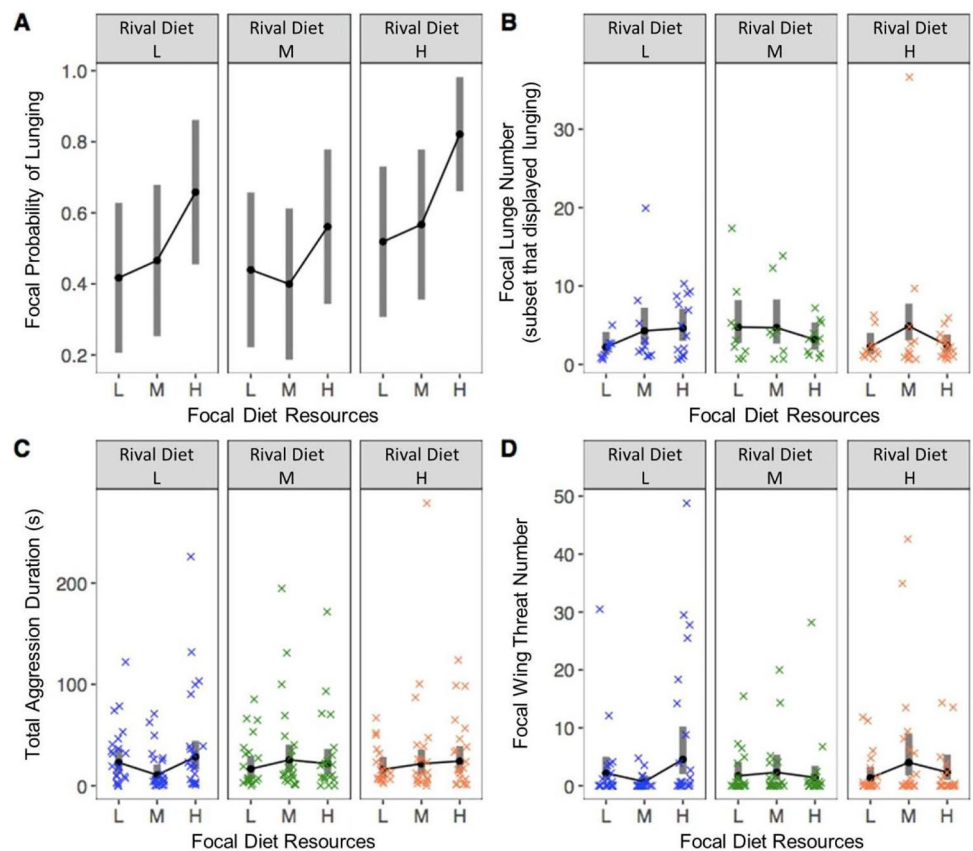 A
Rival Diet
L
Rival Diet
M
Rival Diet
H
Focal Probability of Lunging
1.0
0.8
0.6
0.4
0.2
L M H L M H L M H
Focal Diet Resources
B
Rival Diet
L
Rival Diet
M
Rival Diet
H
Focal Lunge Number
(subset that displayed lunging)
30
20
10
0
L M H L M H L M H
Focal Diet Resources
C
Rival Diet
L
Rival Diet
M
Rival Diet
H
Total Aggression Duration (s)
200
100
0
L M H L M H L M H
Focal Diet Resources
D
Rival Diet
L
Rival Diet
M
Rival Diet
H
Focal Wing Threat Number
50
40
30
20
10
0
L M H L M H L M H
Focal Diet Resources